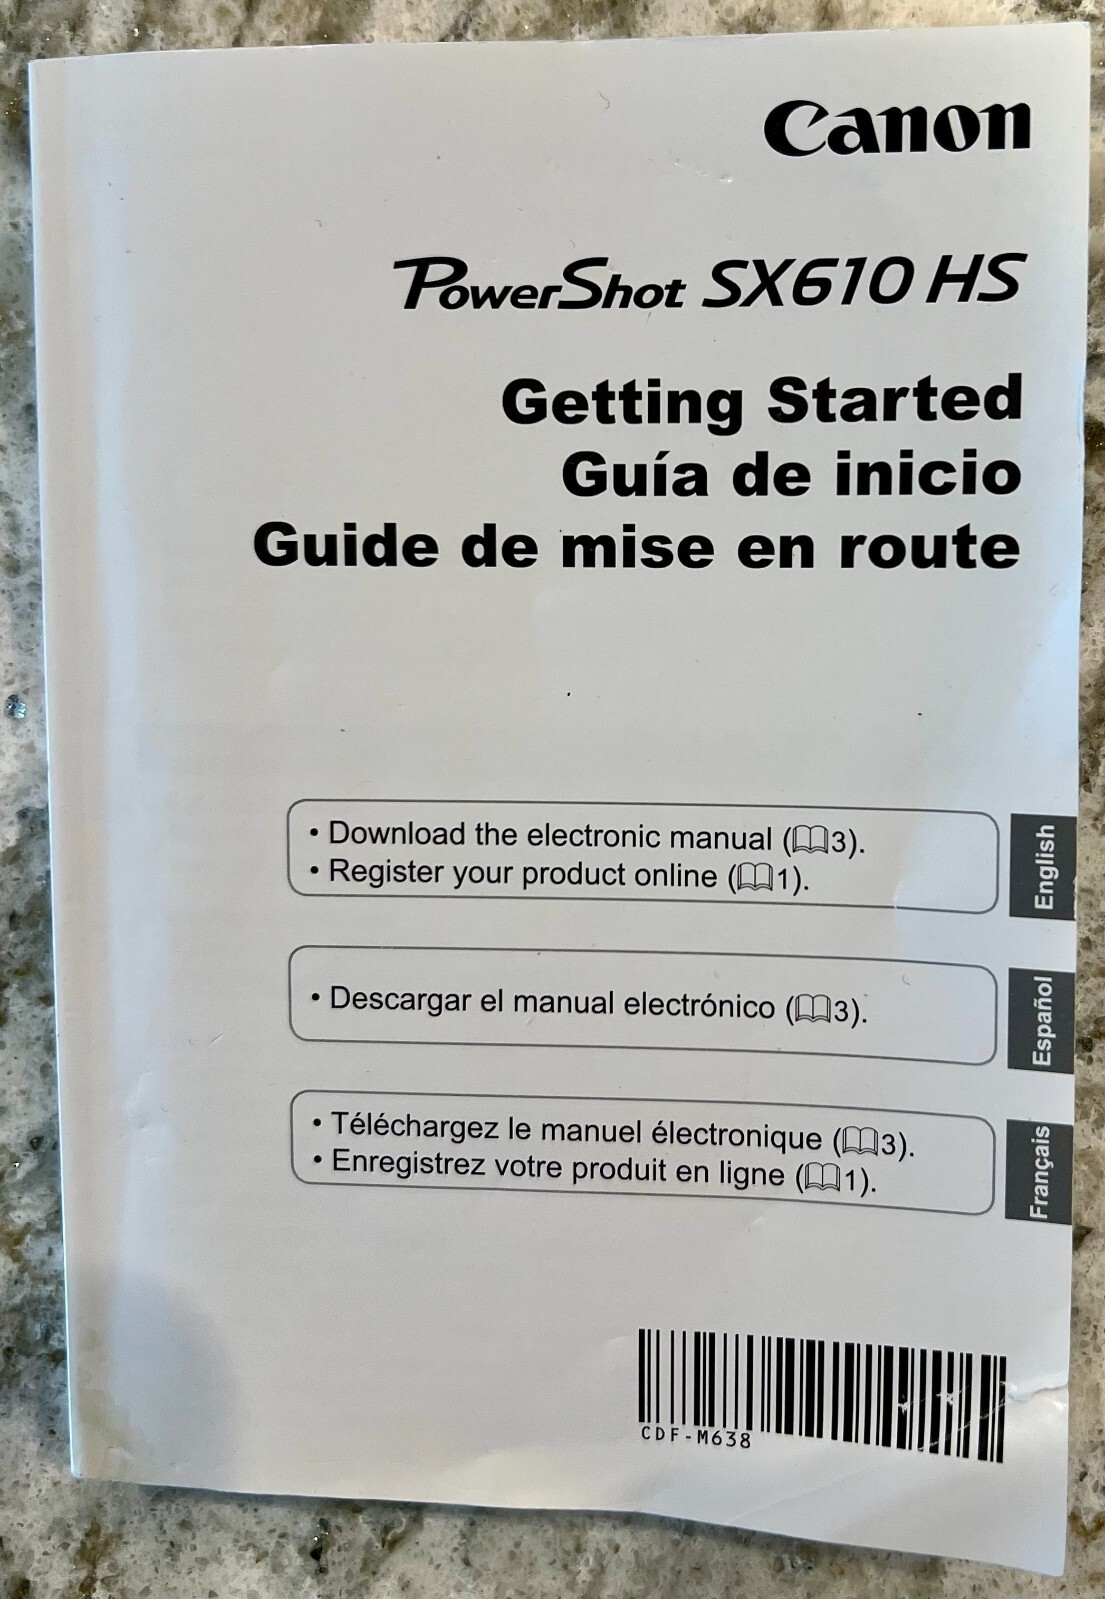 Canon
PowerShot SX610 HS
Getting Started
Guía de inicio
Guide de mise en route
• Download the electronic manual (3).
• Register your product online (1).
English
• Descargar el manual electrónico (3).
Español
• Téléchargez le manuel électronique (3).
• Enregistrez votre produit en ligne (1).
Français
CDF-M638